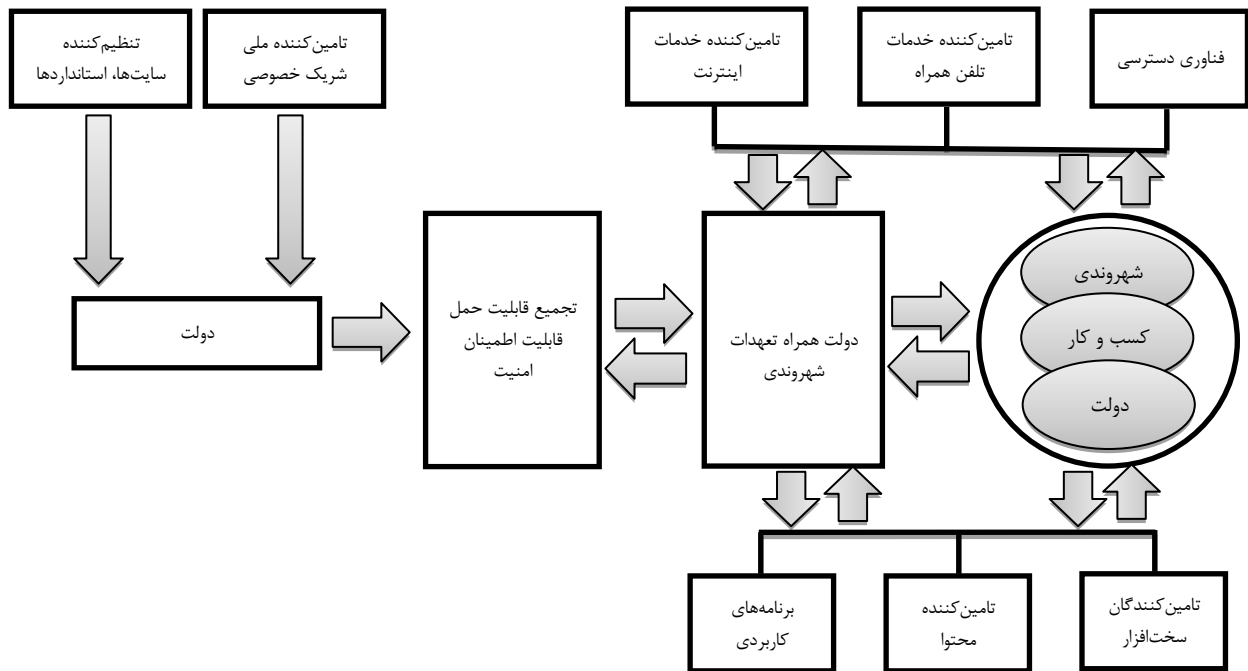 فناوری دسترسی
تامین‌کننده خدمات
تلفن همراه
تامین‌کننده خدمات
اینترنت
تامین‌کننده ملی
شریک خصوصی
تنظیم‌کننده
سایت‌ها، استانداردها
شهروندی
کسب و کار
دولت
دولت همراه تعهدات
شهروندی
تجمیع قابلیت حمل
قابلیت اطمینان
امنیت
دولت
تامین‌کنندگان
سخت‌افزار
تامین‌کننده
محتوا
برنامه‌های
کاربردی